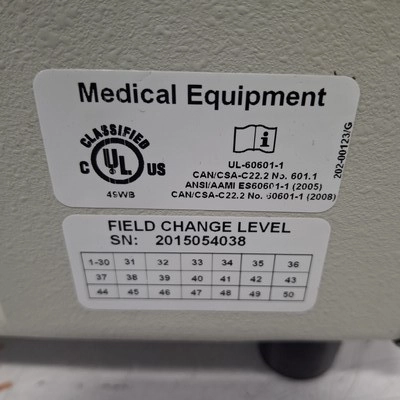 Medical Equipment
CLASSIFIED
C UL US
®
49WB
i
UL-60601-1
CAN/CSA-C22.2 No. 601.1
ANSI/AAMI ES60601-1 (2005)
CAN/CSA-C22.2 No. 60601-1 (2008)
202-00123/G
FIELD CHANGE LEVEL
SN: 2015054038
1-30 31 32 33 34 35 36
37 38 39 40 41 42 43
44 45 46 47 48 49 50